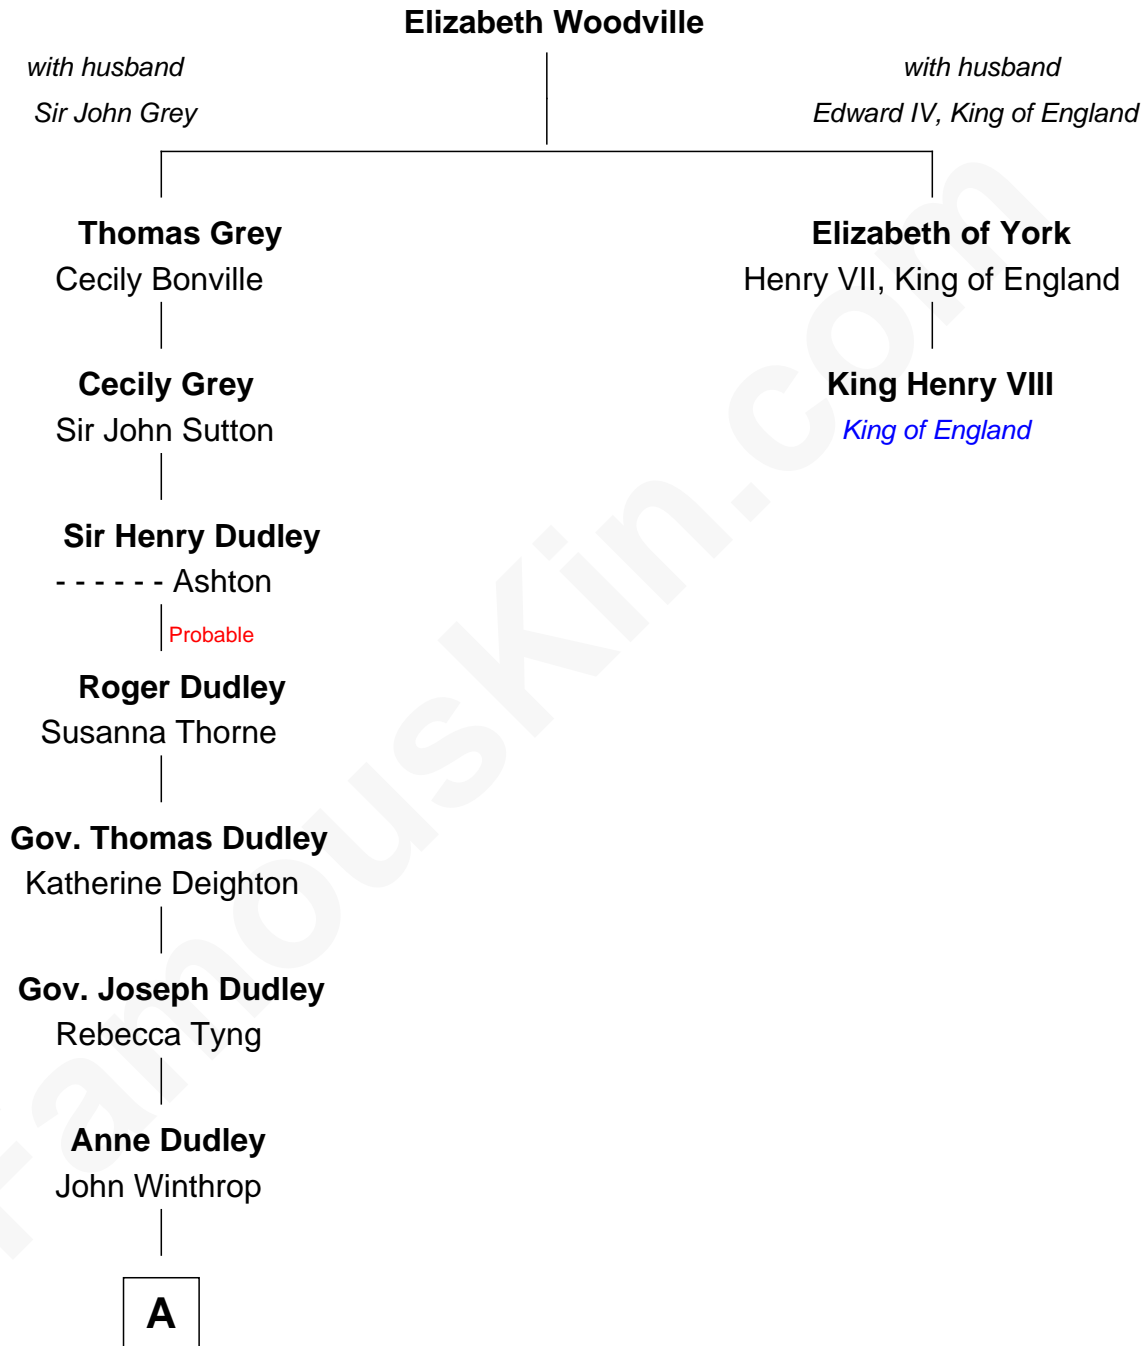 Elizabeth Woodville
with husband
Sir John Grey
with husband
Edward IV, King of England
Thomas Grey
Cecily Bonville
Elizabeth of York
Henry VII, King of England
Cecily Grey
Sir John Sutton
King Henry VIII
King of England
Sir Henry Dudley
- - - - - - Ashton
Probable
Roger Dudley
Susanna Thorne
Gov. Thomas Dudley
Katherine Deighton
Gov. Joseph Dudley
Rebecca Tyng
Anne Dudley
John Winthrop
A
FamousKin.com